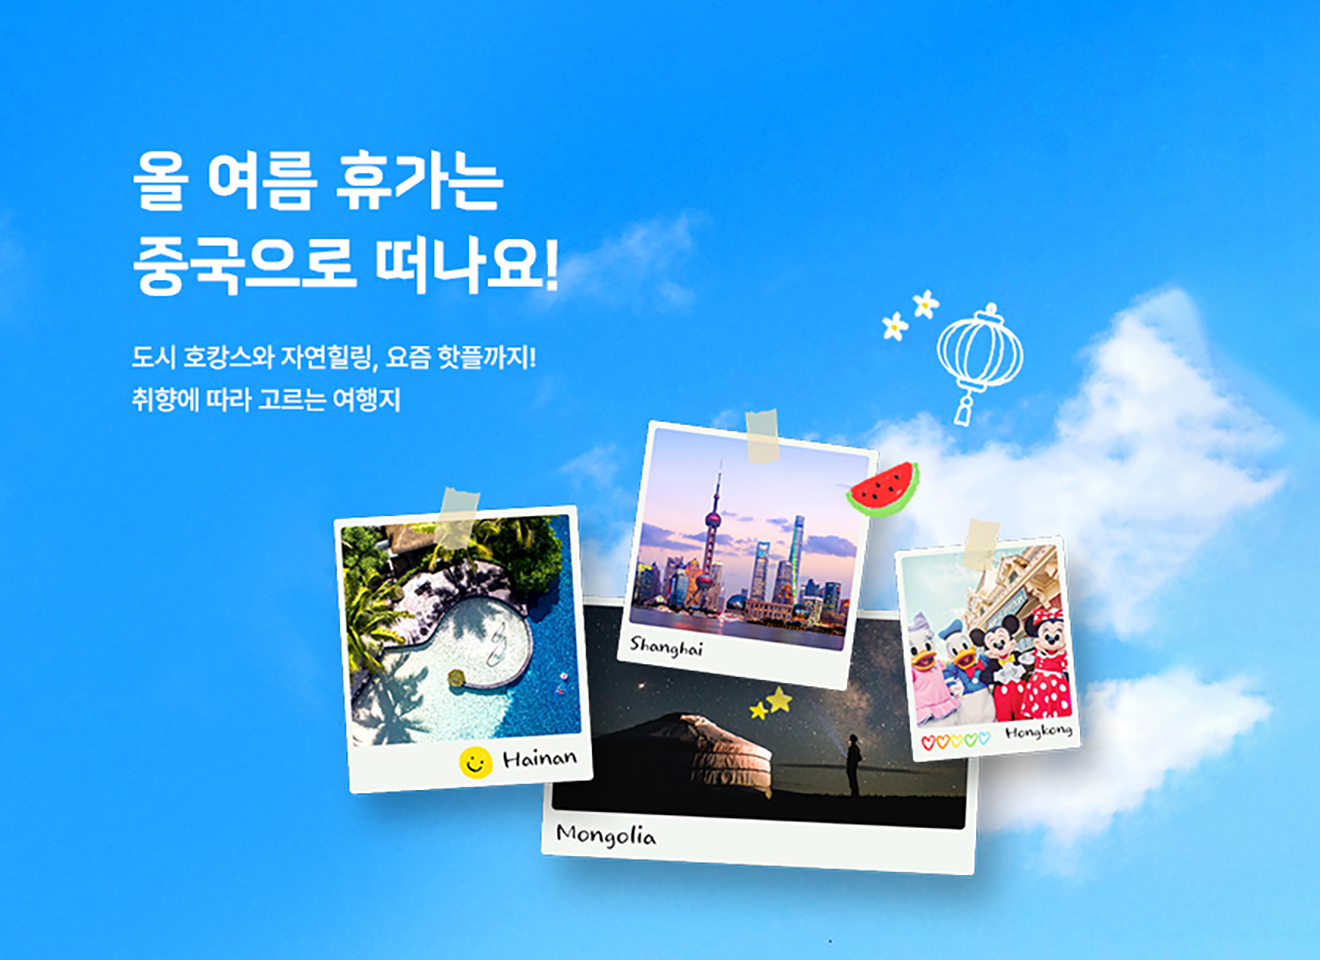 올 여름 휴가는
중국으로 떠나요!
도시 호캉스와 자연힐링, 요즘 핫플까지!
취향에 따라 고르는 여행지
Shanghai
Hainan
Hongkong
Mongolia